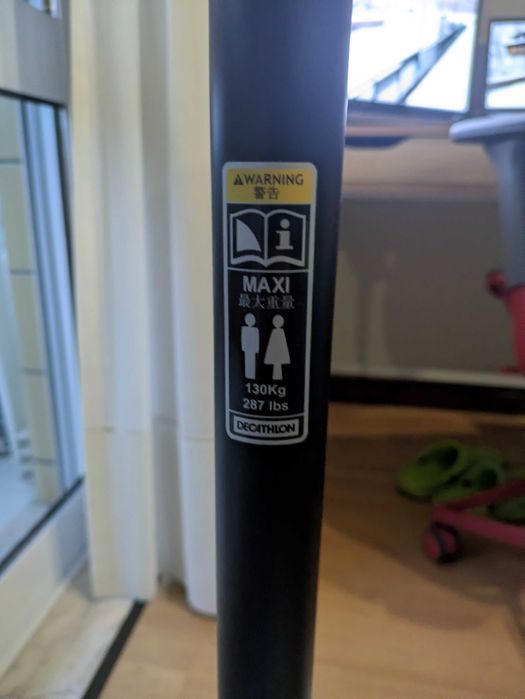 ⚠WARNING
警告
i
MAXI
最大重量
130Kg
287 lbs
DECATHLON